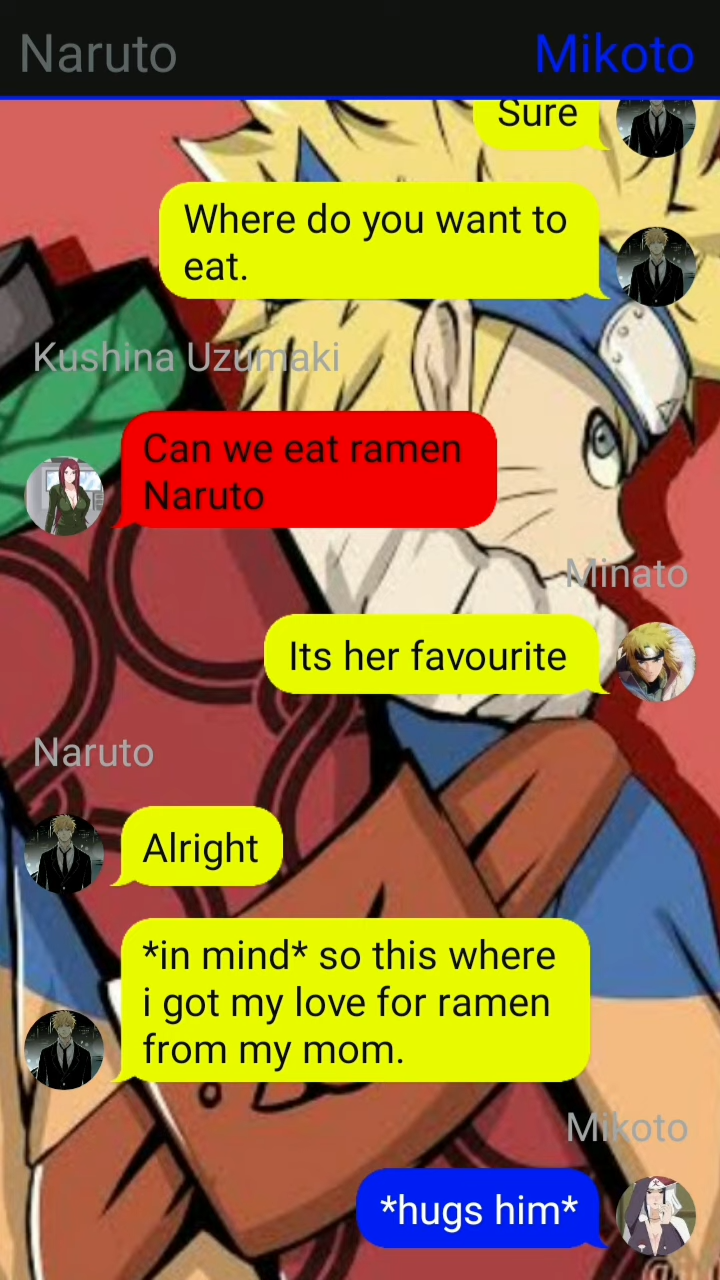 Naruto
Mikoto
Sure
Where do you want to
eat.
Kushina Uzumaki
Can we eat ramen
Naruto
Minato
Its her favourite
Naruto
Alright
*in mind* so this where
i got my love for ramen
from my mom.
Mikoto
*hugs him*